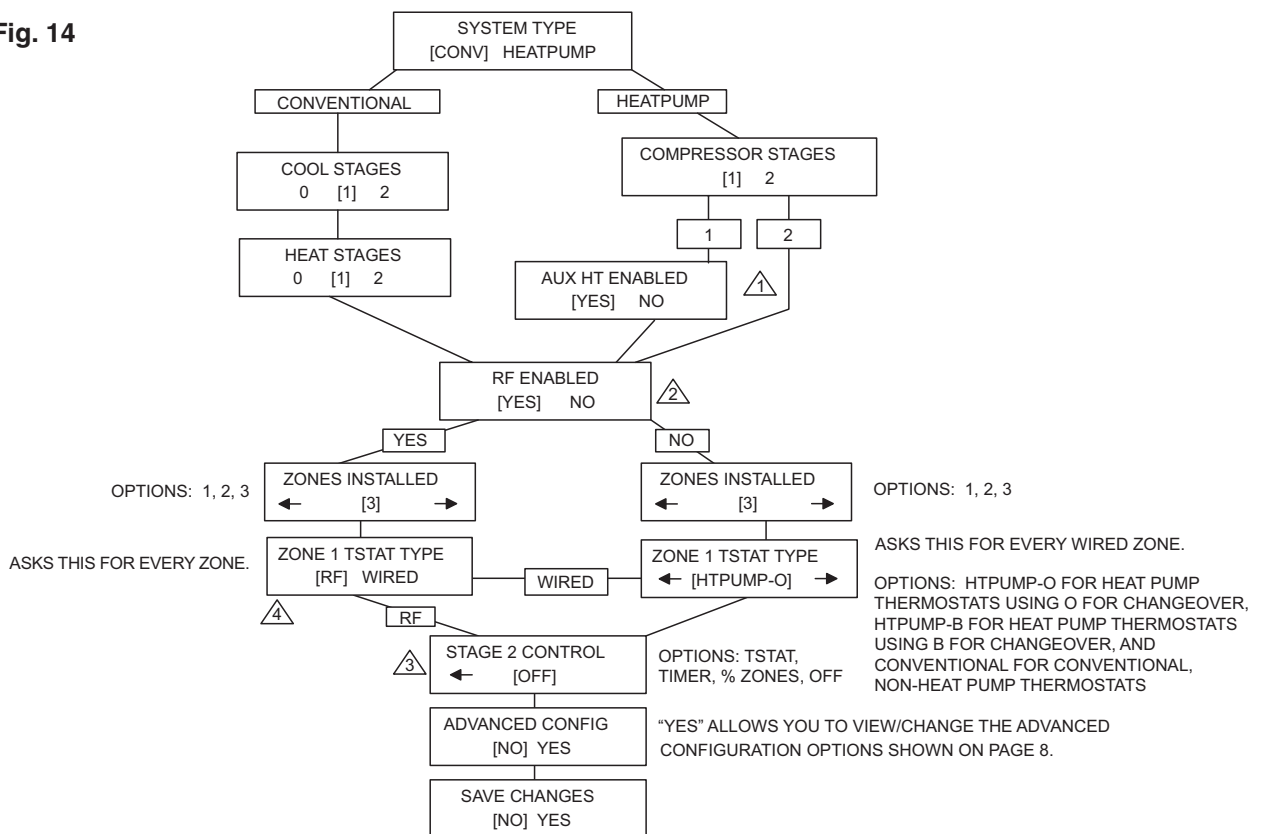 Fig. 14
SYSTEM TYPE
[CONV] HEATPUMP
CONVENTIONAL
HEATPUMP
COOL STAGES
0 [1] 2
COMPRESSOR STAGES
[1] 2
1
2
HEAT STAGES
0 [1] 2
AUX HT ENABLED
[YES] NO
1
RF ENABLED
[YES] NO
2
YES
NO
OPTIONS: 1, 2, 3
ZONES INSTALLED
[3]
ZONES INSTALLED
[3]
OPTIONS: 1, 2, 3
ASKS THIS FOR EVERY ZONE.
ZONE 1 TSTAT TYPE
[RF] WIRED
WIRED
ZONE 1 TSTAT TYPE
[HTPUMP-O]
ASKS THIS FOR EVERY WIRED ZONE.
OPTIONS: HTPUMP-O FOR HEAT PUMP
THERMOSTATS USING O FOR CHANGEOVER,
HTPUMP-B FOR HEAT PUMP THERMOSTATS
USING B FOR CHANGEOVER, AND
CONVENTIONAL FOR CONVENTIONAL,
NON-HEAT PUMP THERMOSTATS
4
RF
3
STAGE 2 CONTROL
[OFF]
OPTIONS: TSTAT,
TIMER, % ZONES, OFF
ADVANCED CONFIG
[NO] YES
“YES” ALLOWS YOU TO VIEW/CHANGE THE ADVANCED
CONFIGURATION OPTIONS SHOWN ON PAGE 8.
SAVE CHANGES
[NO] YES